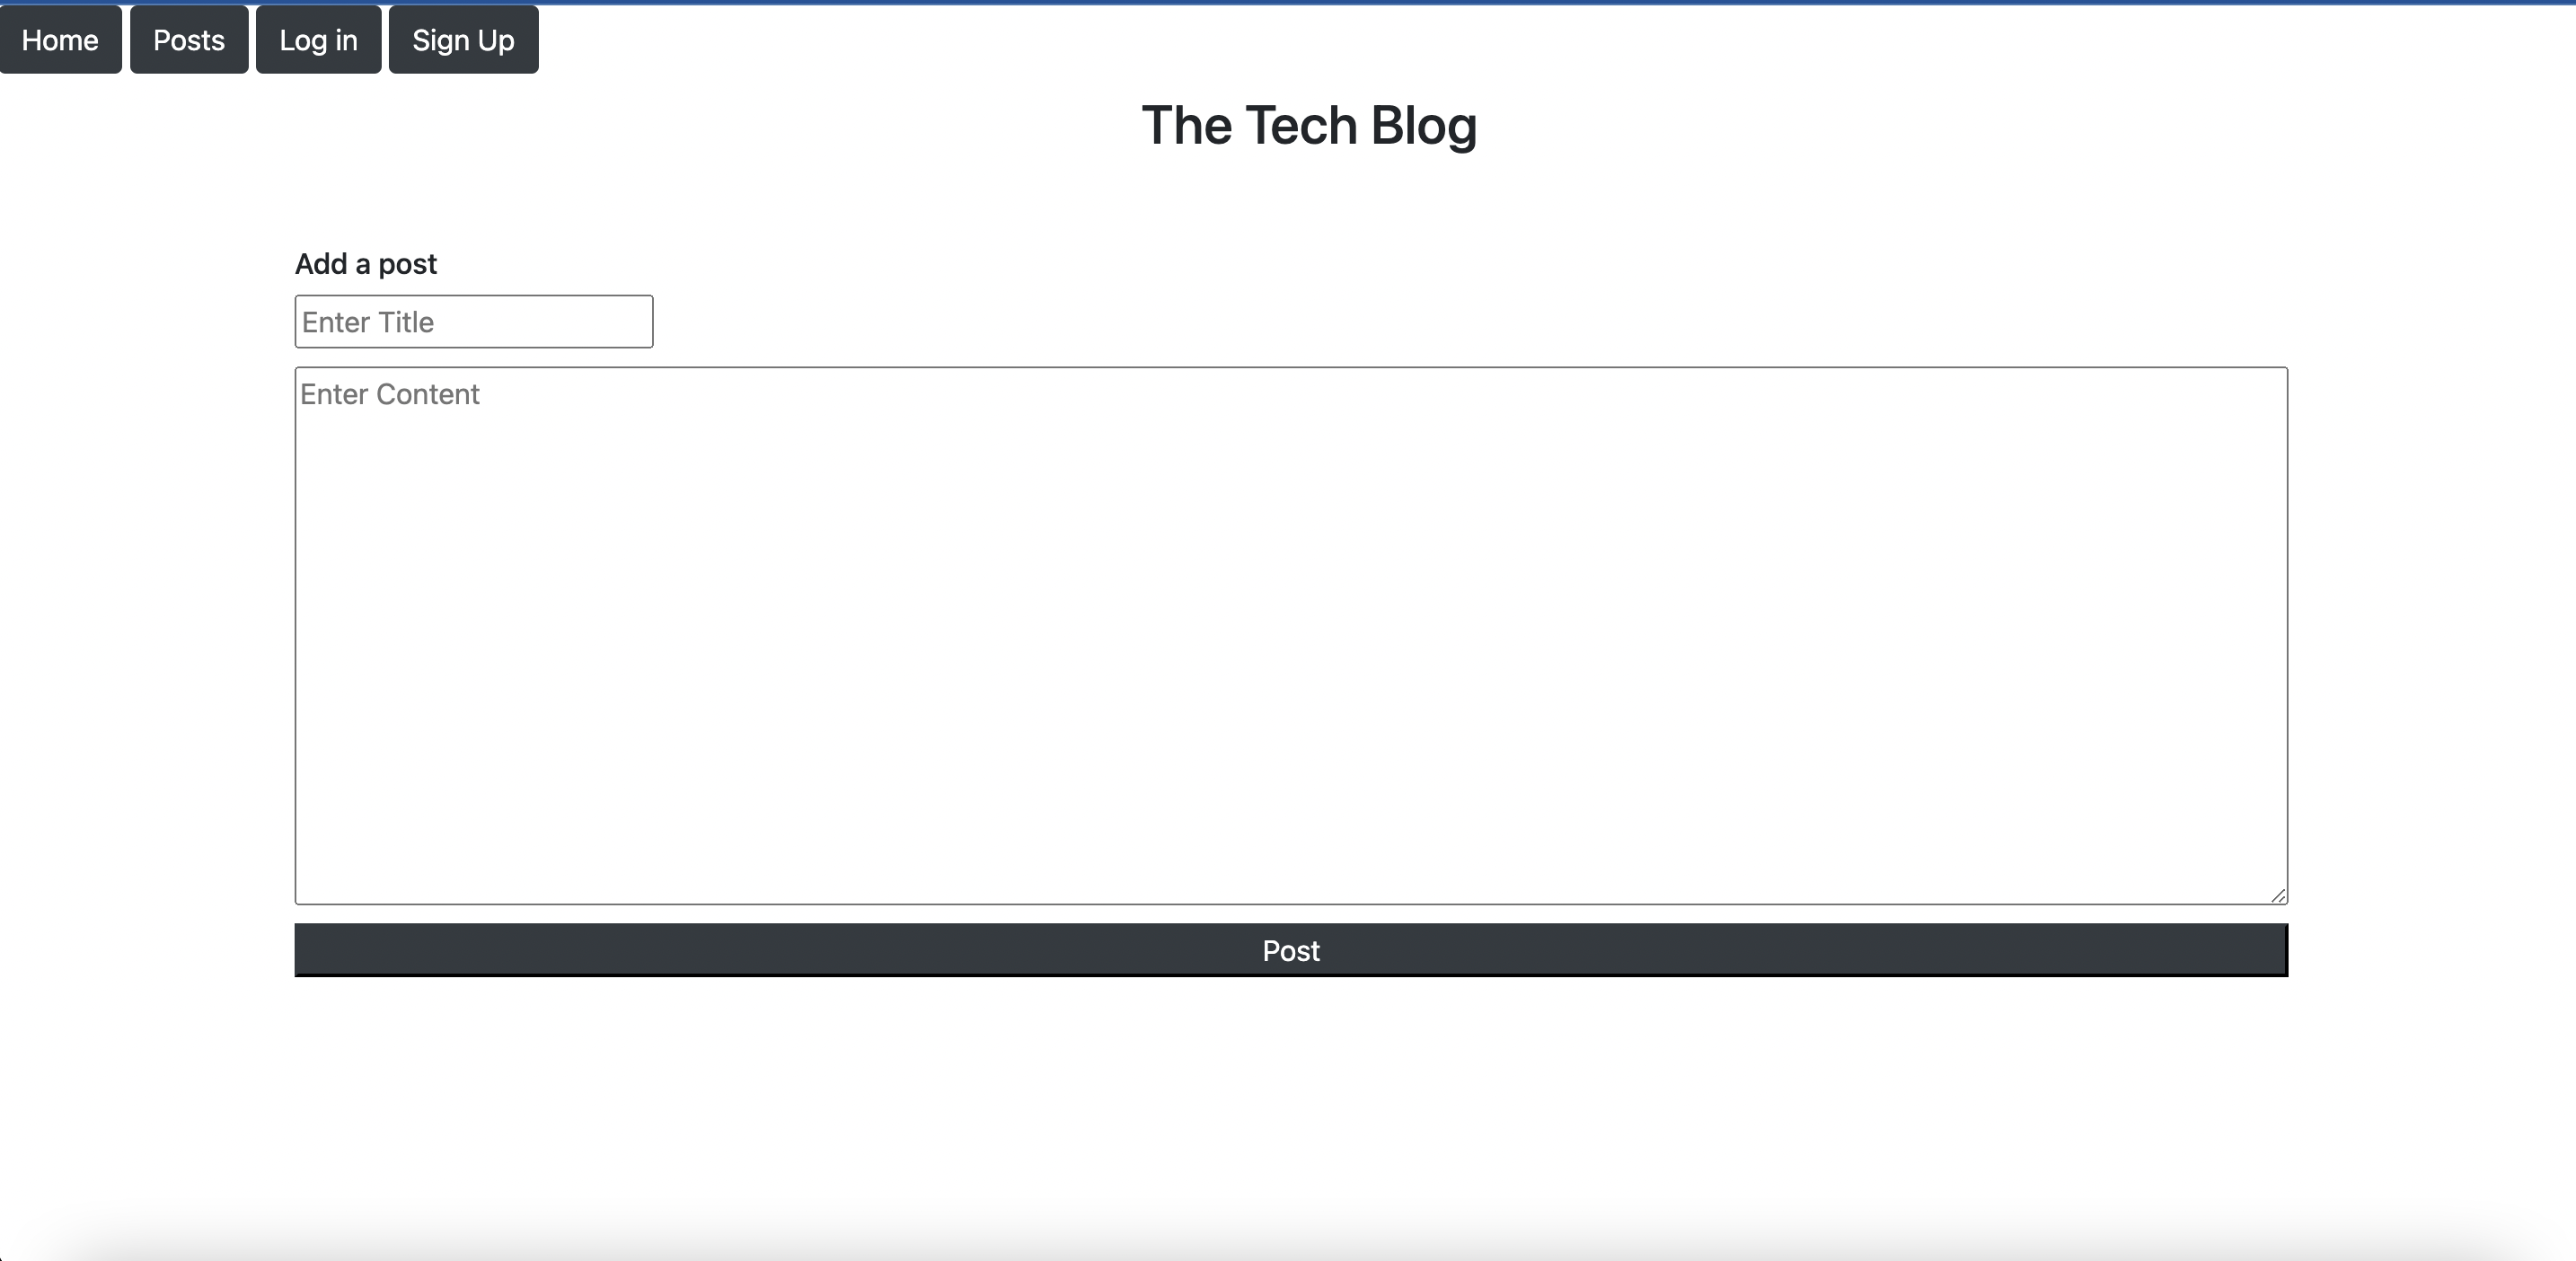 Home Posts Log in Sign Up
The Tech Blog
Add a post
Enter Title
Enter Content
Post